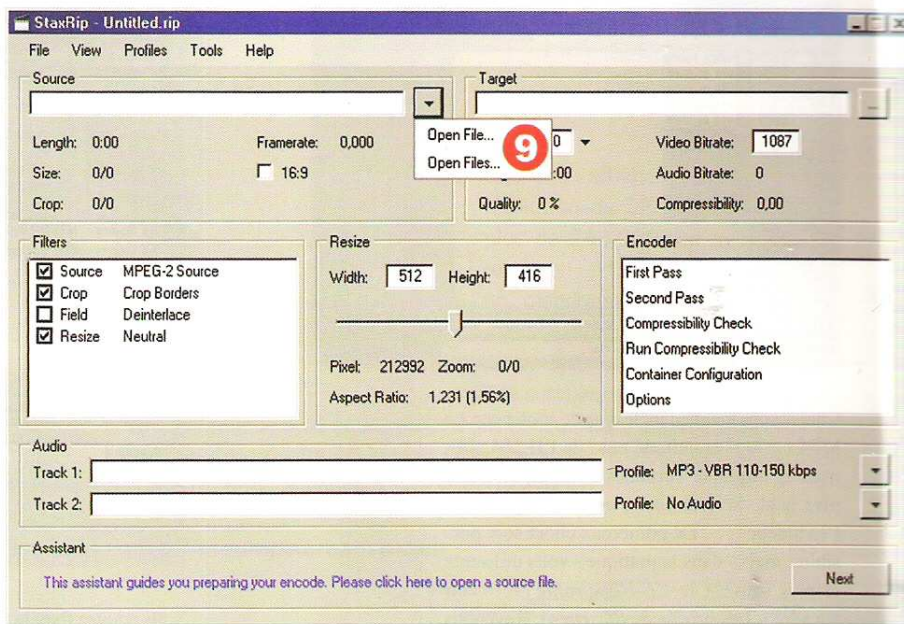 StaxRip - Untitled.rip
File View Profiles Tools Help
Source
Length: 0:00 Framerate: 0,000
Size: 0/0 16:9
Crop: 0/0
Open File...
Open Files...
9
Target
0 Video Bitrate: 1087
:00 Audio Bitrate: 0
Quality: 0 % Compressibility: 0,00
Filters
Source MPEG-2 Source
Crop Crop Borders
Field Deinterlace
Resize Neutral
Resize
Width: 512 Height: 416
Pixel: 212992 Zoom: 0/0
Aspect Ratio: 1,231 (1,56%)
Encoder
First Pass
Second Pass
Compressibility Check
Run Compressibility Check
Container Configuration
Options
Audio
Track 1: Profile: MP3 - VBR 110-150 kbps
Track 2: Profile: No Audio
Assistant
This assistant guides you preparing your encode. Please click here to open a source file.
Next